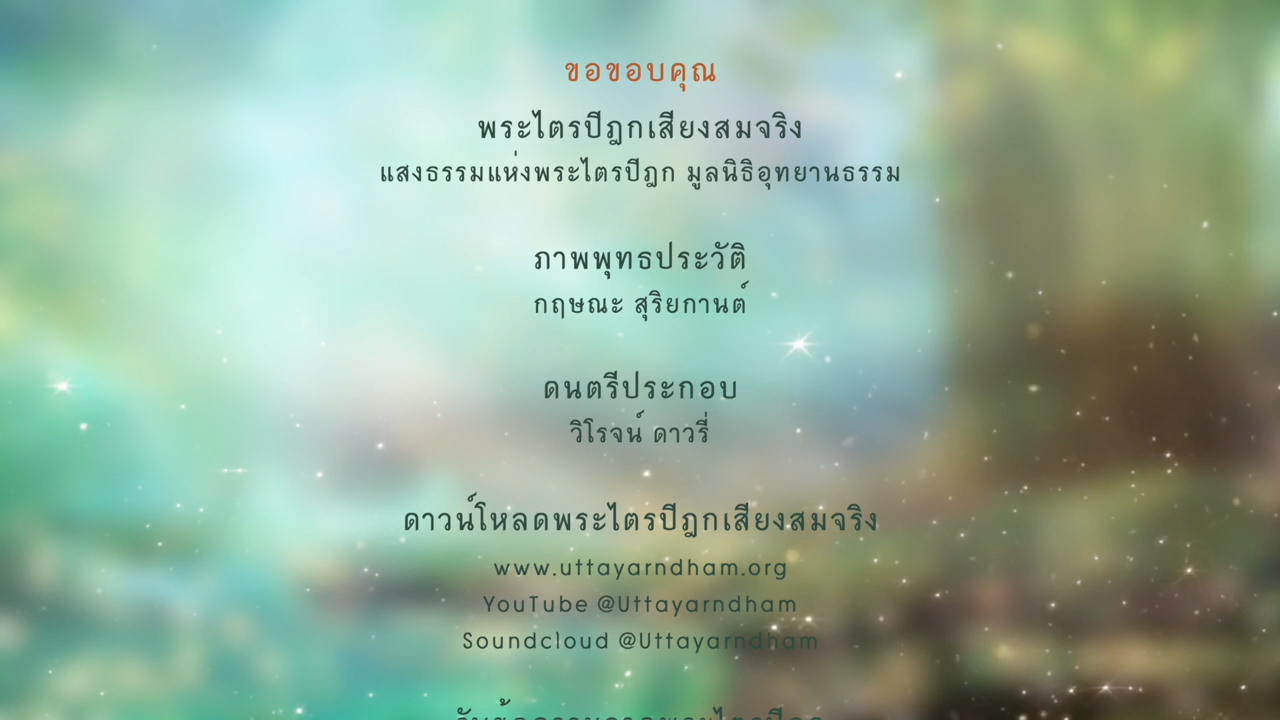 ขอขอบคุณ
พระไตรปิฎกเสียงสมจริง
แสงธรรมแห่งพระไตรปิฎก มูลนิธิอุทยานธรรม
ภาพพุทธประวัติ
กฤษณะ สุริยกานต์
ดนตรีประกอบ
วิโรจน์ ดาวรี่
ดาวน์โหลดพระไตรปิฎกเสียงสมจริง
www.uttayarndham.org
YouTube @Uttayarndham
Soundcloud @Uttayarndham